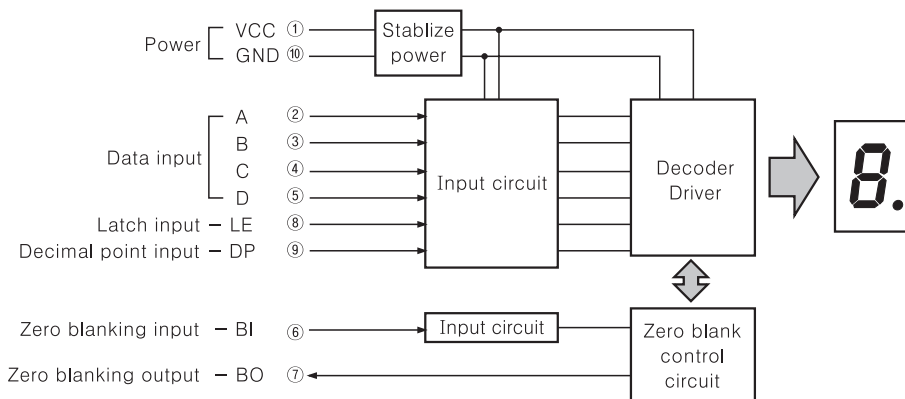 Power
VCC ①
GND ⑩
Stablize
power
Data input
A ②
B ③
C ④
D ⑤
Latch input – LE ⑧
Decimal point input – DP ⑨
Input circuit
Decoder
Driver
8.
Zero blanking input – BI ⑥
Input circuit
Zero blanking output – BO ⑦
Zero blank
control
circuit